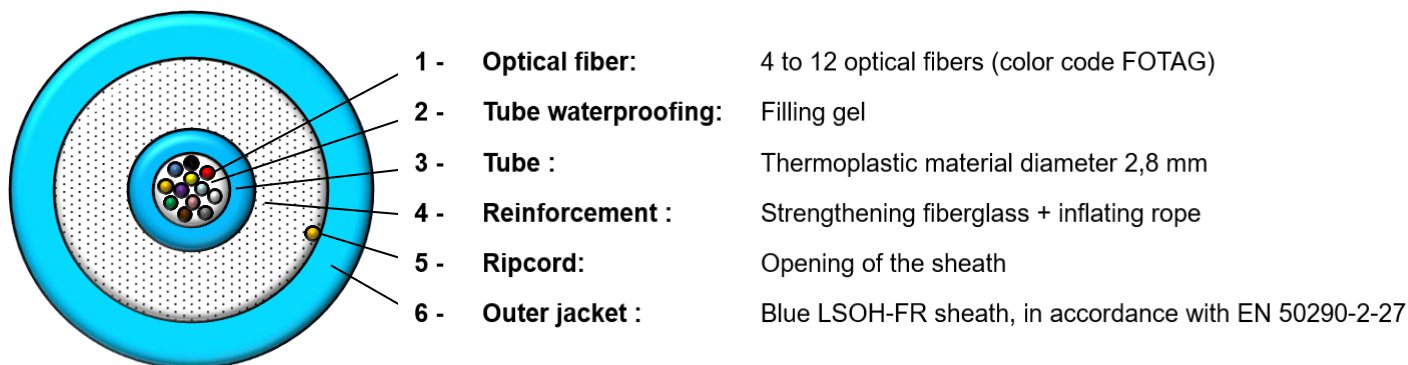 1 - Optical fiber: 4 to 12 optical fibers (color code FOTAG)
2 - Tube waterproofing: Filling gel
3 - Tube : Thermoplastic material diameter 2,8 mm
4 - Reinforcement : Strengthening fiberglass + inflating rope
5 - Ripcord: Opening of the sheath
6 - Outer jacket : Blue LSOH-FR sheath, in accordance with EN 50290-2-27